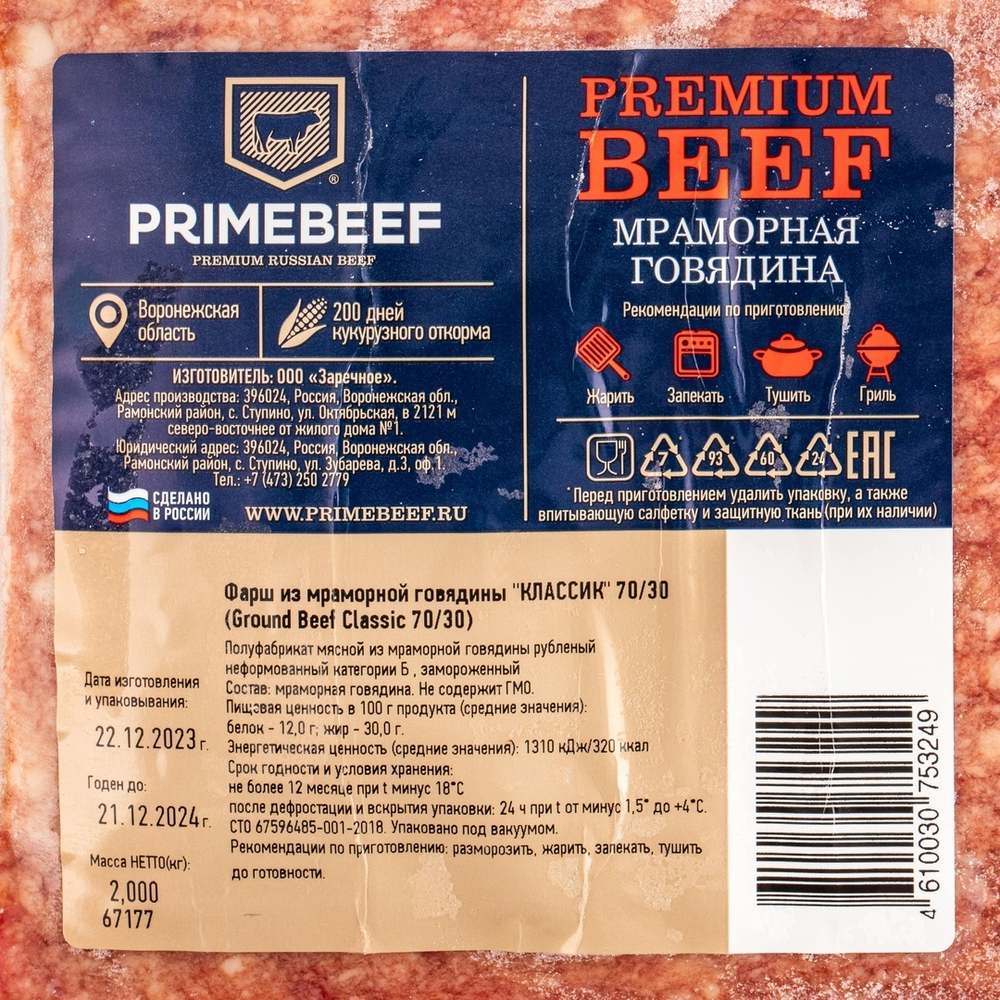 PRIMEBEEF
PREMIUM RUSSIAN BEEF
Воронежская
область
200 дней
кукурузного откорма
ИЗГОТОВИТЕЛЬ: ООО «Заречное».
Адрес производства: 396024, Россия, Воронежская обл.,
Рамонский район, с. Ступино, ул. Октябрьская, в 2121 м
северо-восточнее от жилого дома №1.
Юридический адрес: 396024, Россия, Воронежская обл.,
Рамонский район, с. Ступино, ул. Зубарева, д.3, оф.1.
Тел.: +7 (473) 250 2779
СДЕЛАНО
В РОССИИ
WWW.PRIMEBEEF.RU
PREMIUM
BEEF
МРАМОРНАЯ
ГОВЯДИНА
Рекомендации по приготовлению
Жарить Запекать Тушить Гриль
7* 93* 60* 24* EAC
*Перед приготовлением удалить упаковку, а также
впитывающую салфетку и защитную ткань (при их наличии)
Фарш из мраморной говядины "КЛАССИК" 70/30
(Ground Beef Classic 70/30)
Полуфабрикат мясной из мраморной говядины рубленый
неформованный категории Б , замороженный
Состав: мраморная говядина. Не содержит ГМО.
Пищевая ценность в 100 г продукта (средние значения):
белок - 12,0 г; жир - 30,0 г.
Энергетическая ценность (средние значения): 1310 кДж/320 ккал
Срок годности и условия хранения:
не более 12 месяце при t минус 18°С
после дефростации и вскрытия упаковки: 24 ч при t от минус 1,5° до +4°С.
СТО 67596485-001-2018. Упаковано под вакуумом.
Рекомендации по приготовлению: разморозить, жарить, запекать, тушить
до готовности.
Дата изготовления
и упаковывания:
22.12.2023 г.
Годен до:
21.12.2024 г.
Масса НЕТТО(кг):
2,000
67177
4 610030 753249